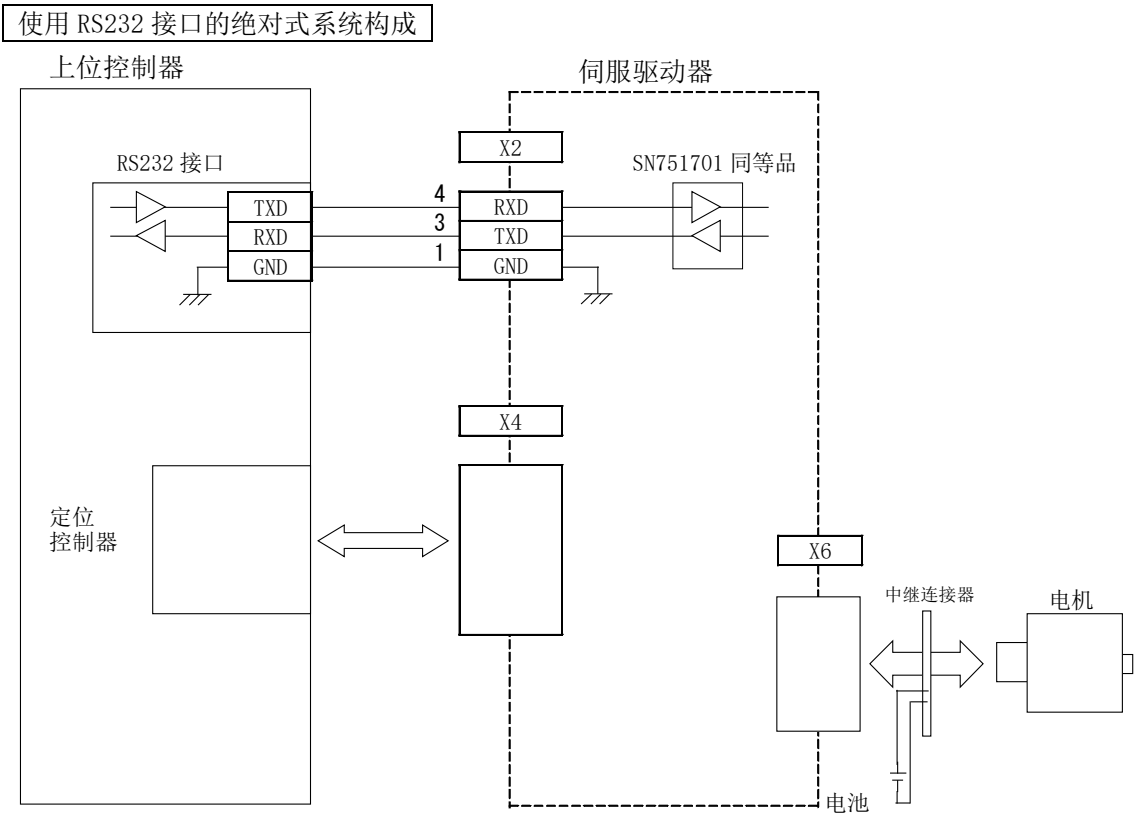 使用 RS232 接口的绝对式系统构成
上位控制器
伺服驱动器
X2
RS232 接口
SN751701 同等品
TXD
4
RXD
RXD
3
TXD
GND
1
GND
X4
定位
控制器
X6
中继连接器
电机
电池